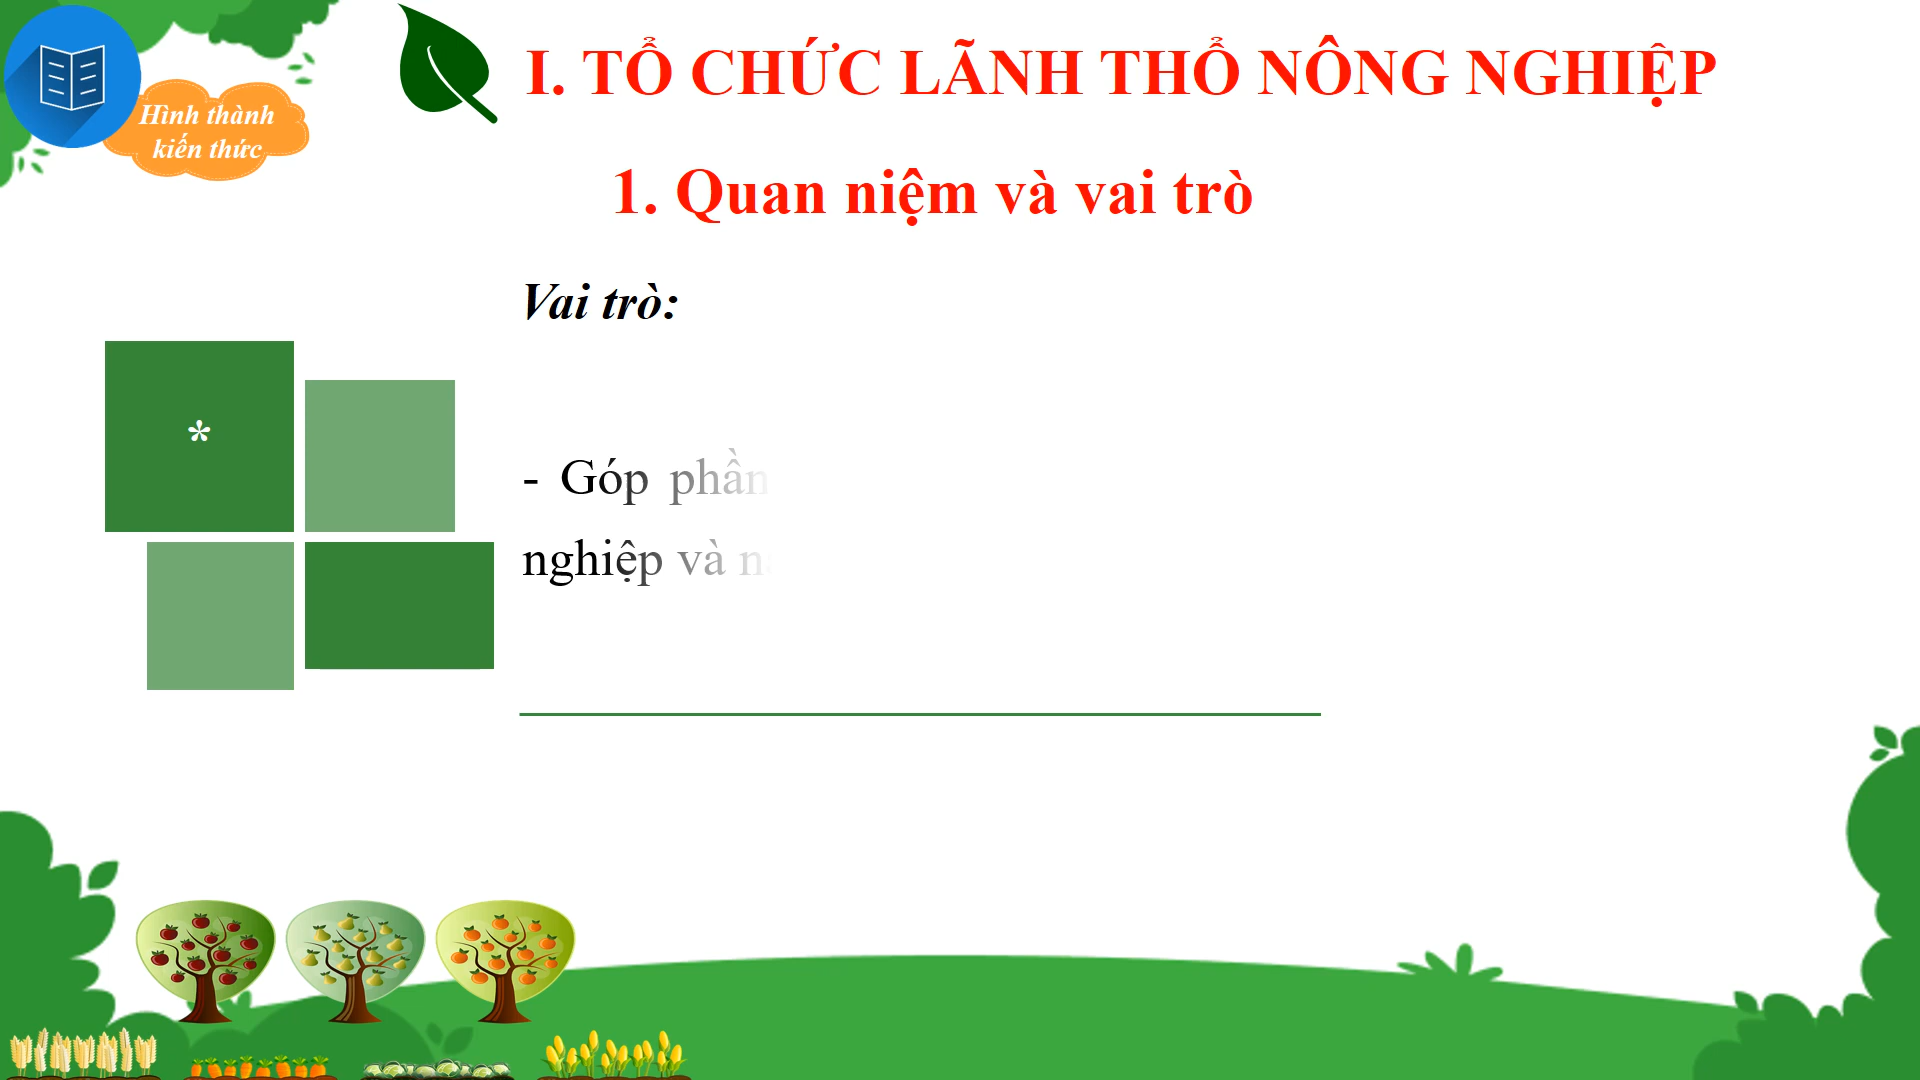 Hình thành
kiến thức
I. TỔ CHỨC LÃNH THỔ NÔNG NGHIỆP
1. Quan niệm và vai trò
Vai trò:
*
- Góp phần
nghiệp và